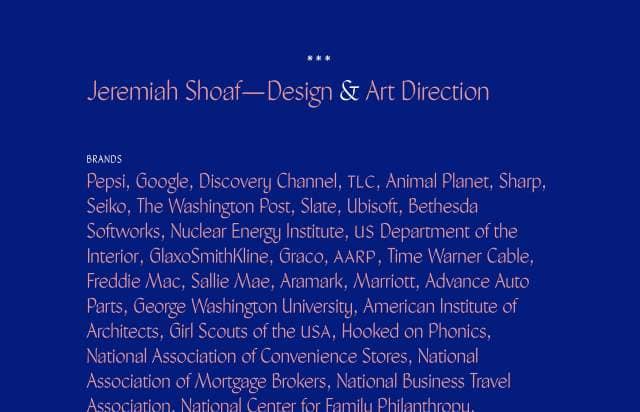 ***
Jeremiah Shoaf—Design & Art Direction
BRANDS
Pepsi, Google, Discovery Channel, TLC, Animal Planet, Sharp,
Seiko, The Washington Post, Slate, Ubisoft, Bethesda
Softworks, Nuclear Energy Institute, US Department of the
Interior, GlaxoSmithKline, Graco, AARP, Time Warner Cable,
Freddie Mac, Sallie Mae, Aramark, Marriott, Advance Auto
Parts, George Washington University, American Institute of
Architects, Girl Scouts of the USA, Hooked on Phonics,
National Association of Convenience Stores, National
Association of Mortgage Brokers, National Business Travel
Association, National Center for Family Philanthropy,